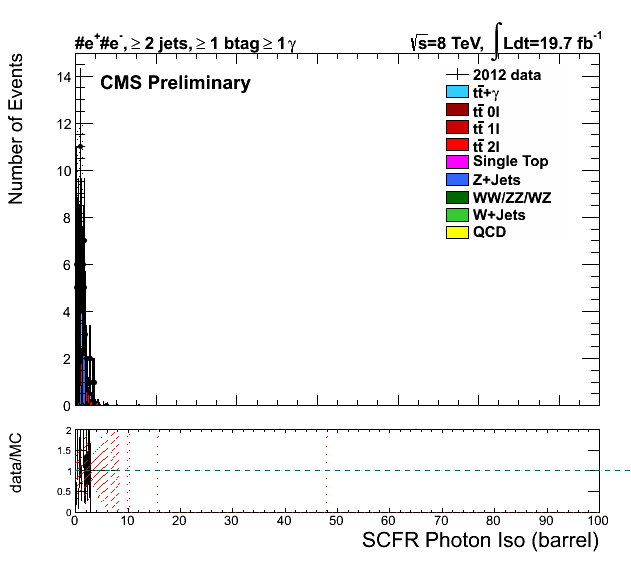 #e⁺#e⁻, ≥ 2 jets, ≥ 1 btag ≥ 1 γ
√s=8 TeV, ∫Ldt=19.7 fb⁻¹
CMS Preliminary
2012 data
tt̄+γ
tt̄ 0l
tt̄ 1l
tt̄ 2l
Single Top
Z+Jets
WW/ZZ/WZ
W+Jets
QCD
Number of Events
14
12
10
8
6
4
2
0
data/MC
2
1.5
1
0.5
0
0 10 20 30 40 50 60 70 80 90 100
SCFR Photon Iso (barrel)